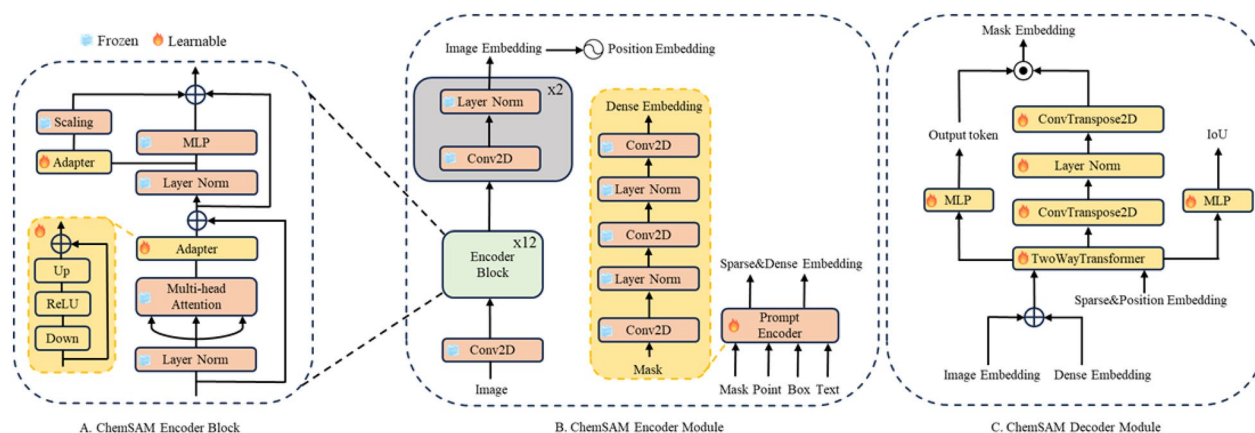 Frozen Learnable
Scaling
MLP
Adapter
Layer Norm
Adapter
Up
ReLU
Down
Multi-head
Attention
Layer Norm
A. ChemSAM Encoder Block
Image Embedding
Position Embedding
x2
Layer Norm
Conv2D
x12
Encoder
Block
Conv2D
Image
Dense Embedding
Conv2D
Layer Norm
Conv2D
Layer Norm
Conv2D
Mask
Sparse&Dense Embedding
Prompt
Encoder
Mask Point Box Text
B. ChemSAM Encoder Module
Mask Embedding
ConvTranspose2D
Output token
IoU
Layer Norm
MLP
ConvTranspose2D
MLP
TwoWayTransformer
Sparse&Position Embedding
Image Embedding
Dense Embedding
C. ChemSAM Decoder Module